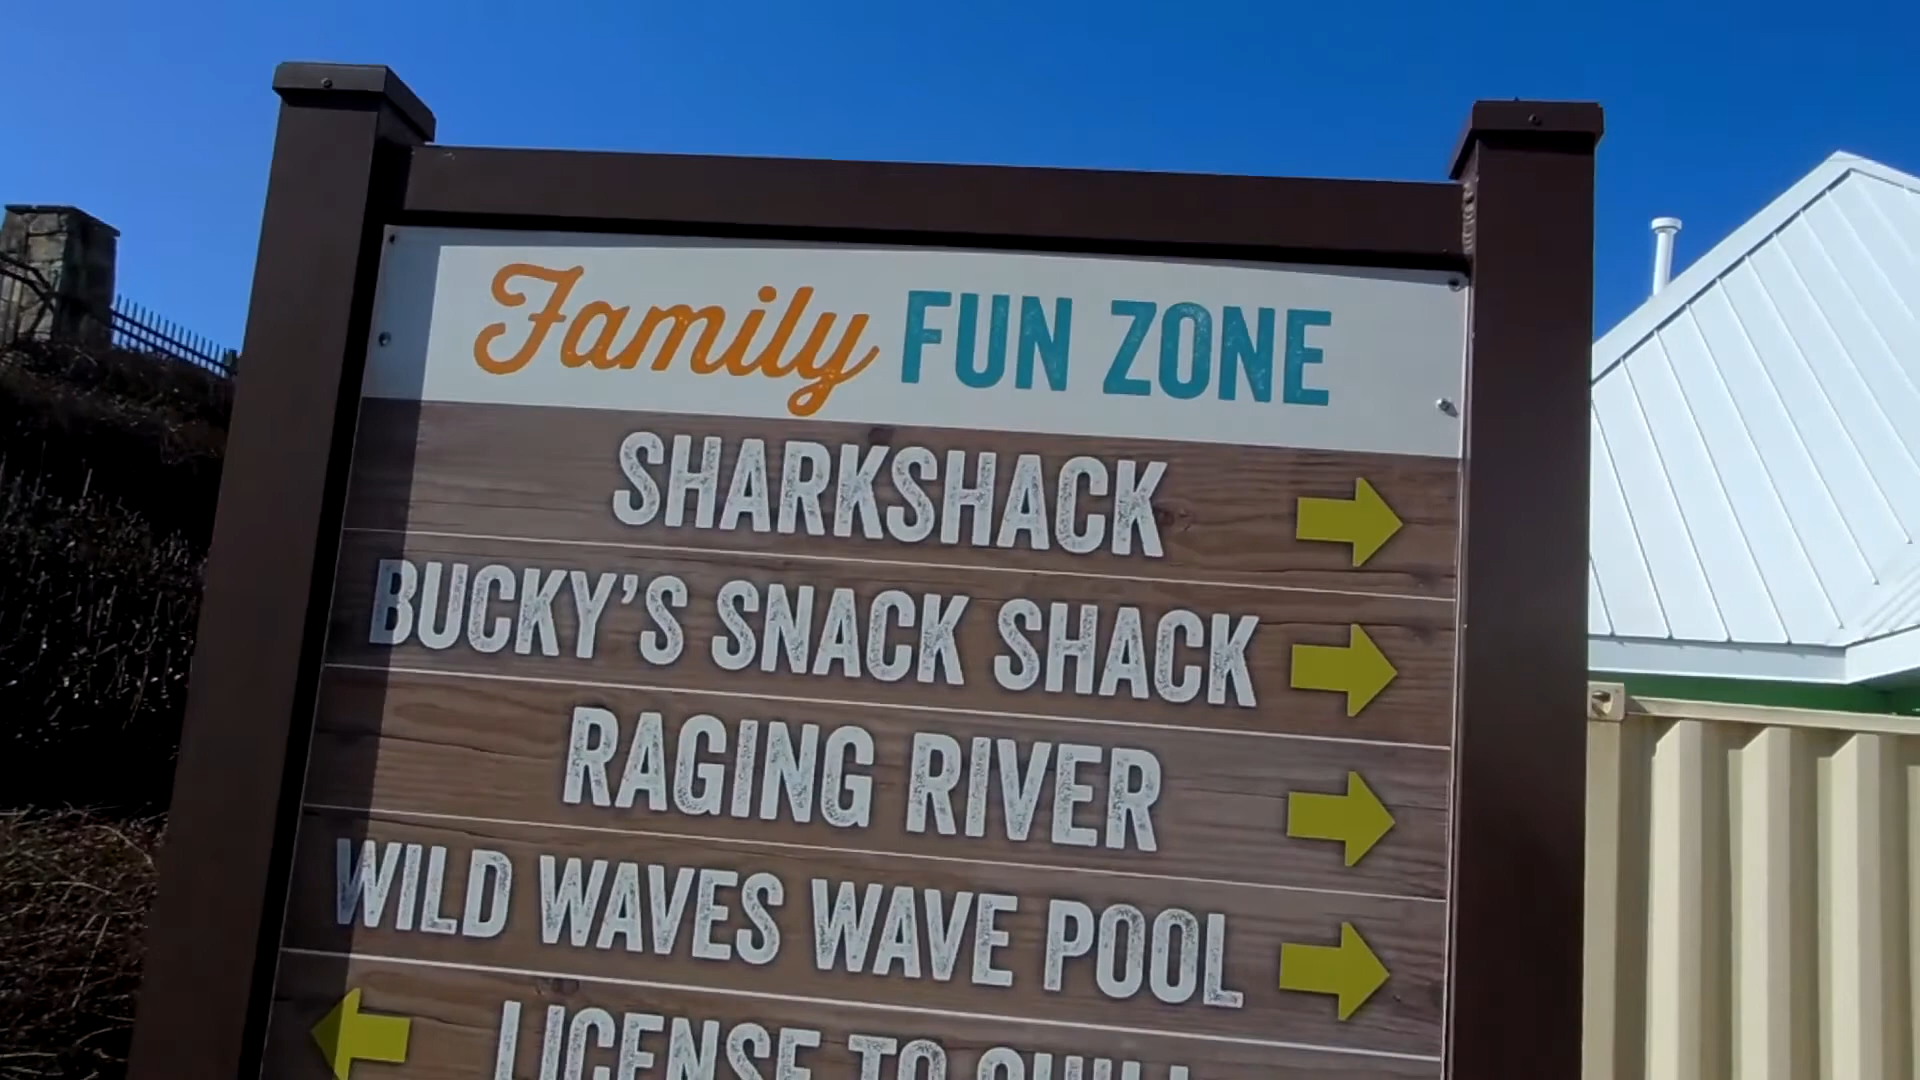 Family FUN ZONE
SHARKSHACK
BUCKY'S SNACK SHACK
RAGING RIVER
WILD WAVES WAVE POOL
LICENSE TO CHILL